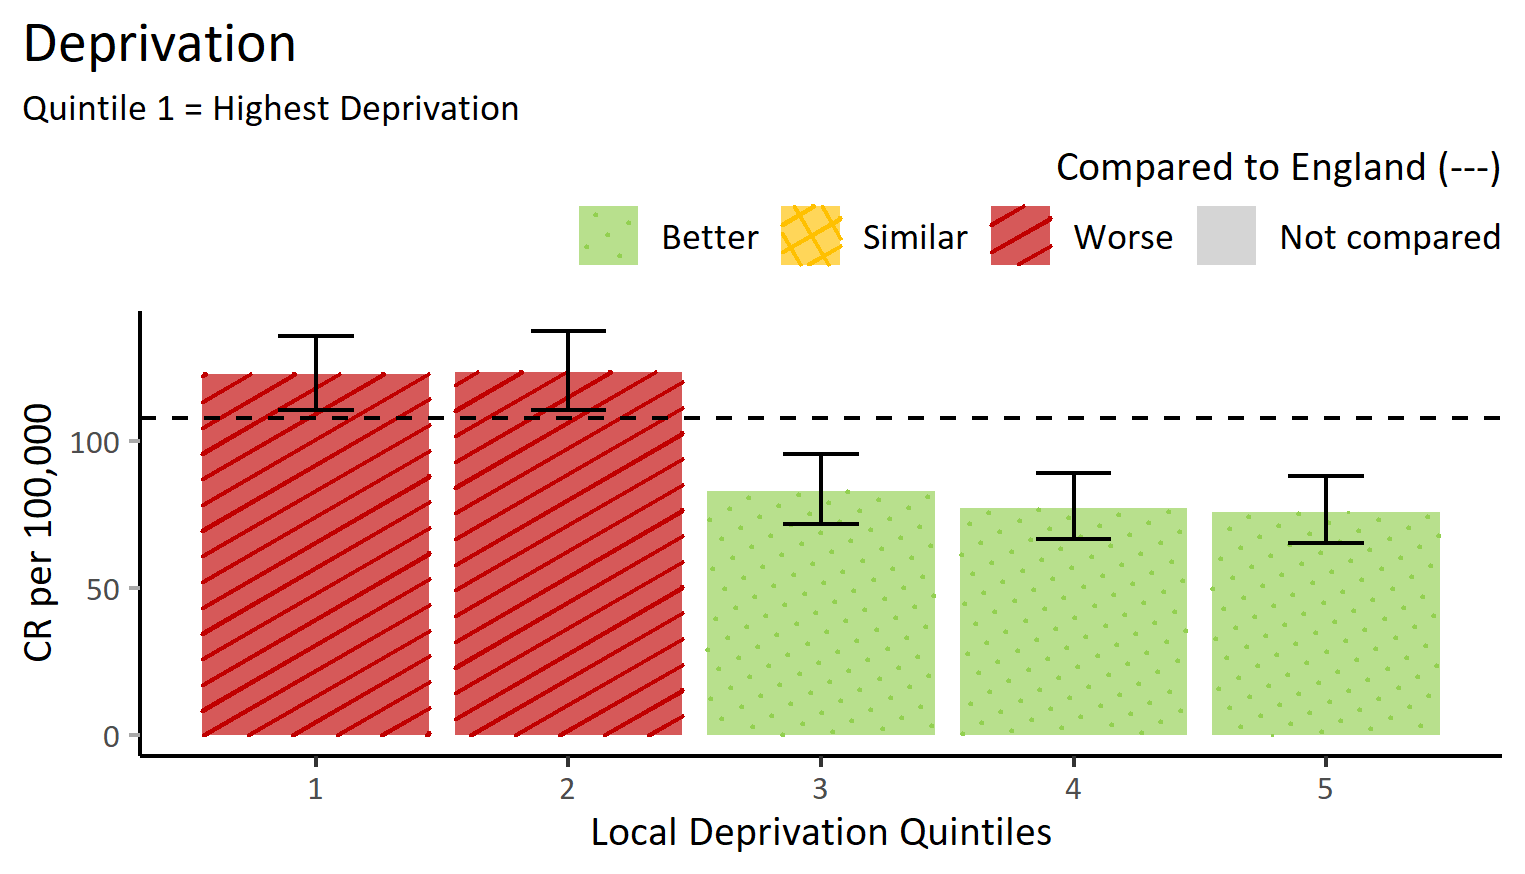 Deprivation
Quintile 1 = Highest Deprivation
Compared to England (---)
Better Similar Worse Not compared
CR per 100,000
100
50
0
1 2 3 4 5
Local Deprivation Quintiles